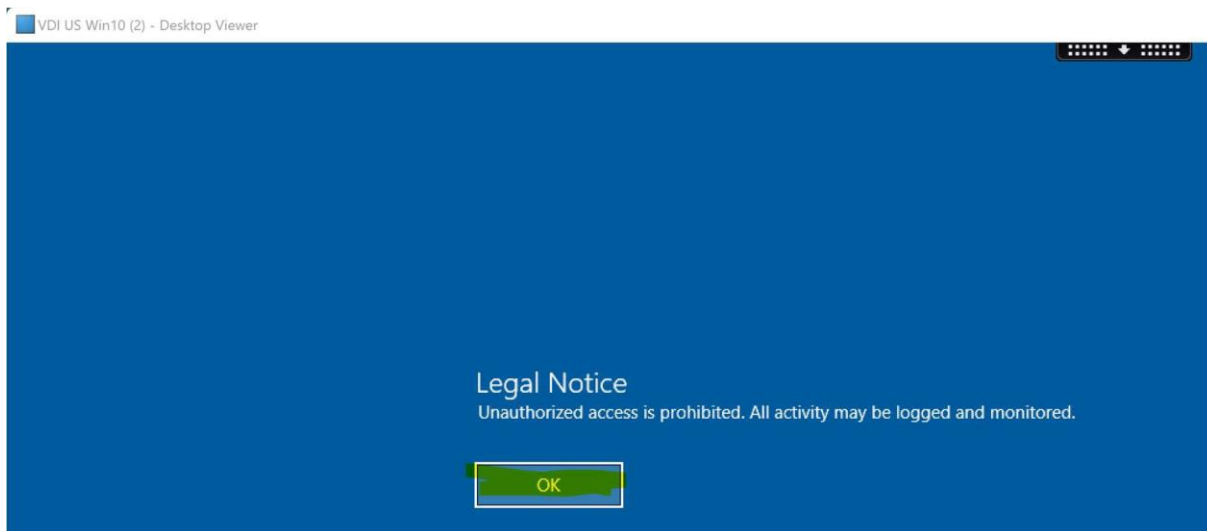 VDI US Win10 (2) - Desktop Viewer
Legal Notice
Unauthorized access is prohibited. All activity may be logged and monitored.
OK